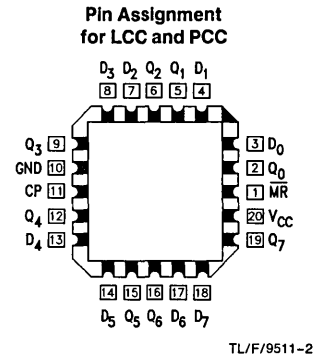 Pin Assignment
for LCC and PCC
D3 D2 Q2 Q1 D1
8 7 6 5 4
Q3 9 3 D0
GND 10 2 Q0
CP 11 1 M̅R̅
Q4 12 20 VCC
D4 13 19 Q7
14 15 16 17 18
D5 Q5 Q6 D6 D7
TL/F/9511–2